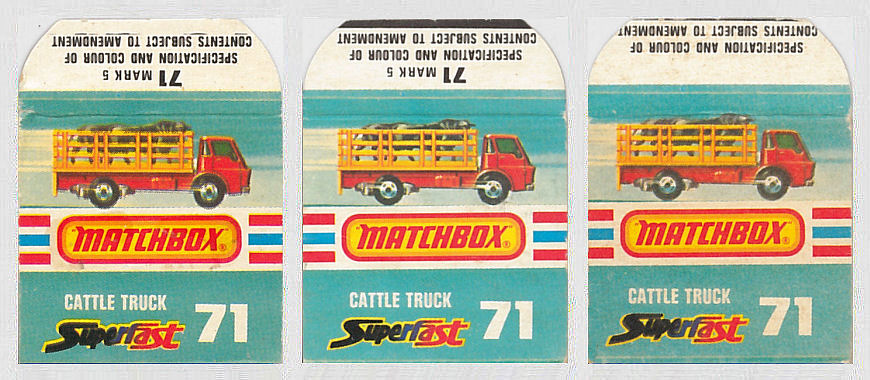 71 MARK 5
SPECIFICATION AND COLOUR OF
CONTENTS SUBJECT TO AMENDMENT
MATCHBOX®
CATTLE TRUCK
Superfast 71
71 MARK 5
SPECIFICATION AND COLOUR OF
CONTENTS SUBJECT TO AMENDMENT
MATCHBOX®
CATTLE TRUCK
Superfast 71
SPECIFICATION AND COLOUR OF
CONTENTS SUBJECT TO AMENDMENT
MATCHBOX®
CATTLE TRUCK
Superfast 71